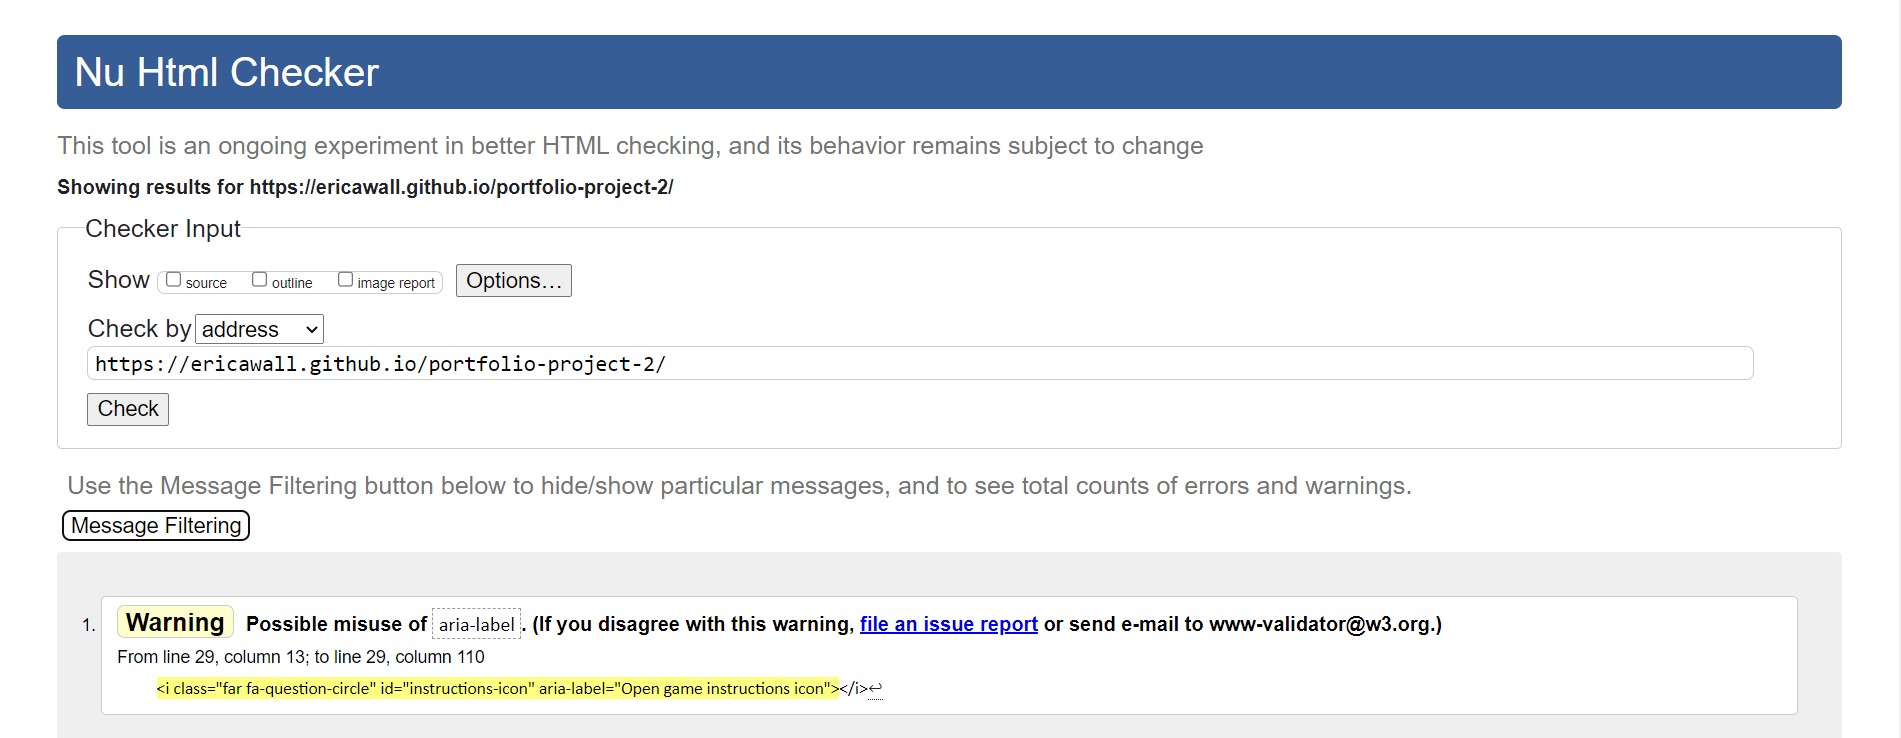 Nu Html Checker
This tool is an ongoing experiment in better HTML checking, and its behavior remains subject to change
Showing results for https://ericawall.github.io/portfolio-project-2/
Checker Input
Show source outline image report Options...
Check by address
https://ericawall.github.io/portfolio-project-2/
Check
Use the Message Filtering button below to hide/show particular messages, and to see total counts of errors and warnings.
Message Filtering
1. Warning Possible misuse of aria-label. (If you disagree with this warning, file an issue report or send e-mail to www-validator@w3.org.)
From line 29, column 13; to line 29, column 110
<i class="far fa-question-circle" id="instructions-icon" aria-label="Open game instructions icon"></i>↩